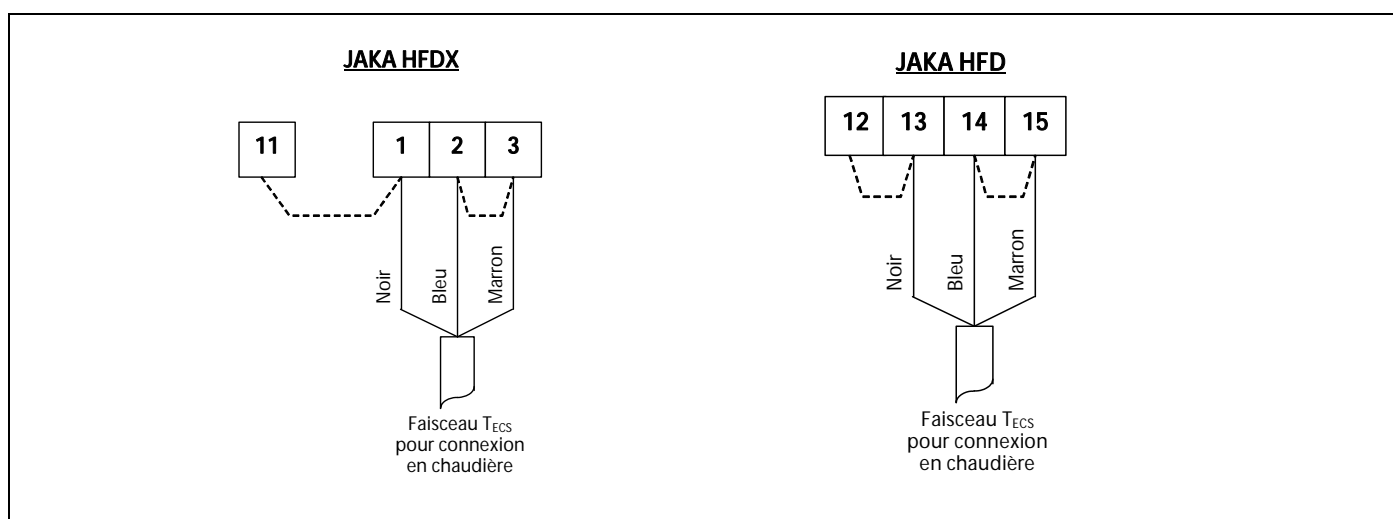 JAKA HFDX
11 1 2 3
Noir
Bleu
Marron
Faisceau TECS
pour connexion
en chaudière
JAKA HFD
12 13 14 15
Noir
Bleu
Marron
Faisceau TECS
pour connexion
en chaudière